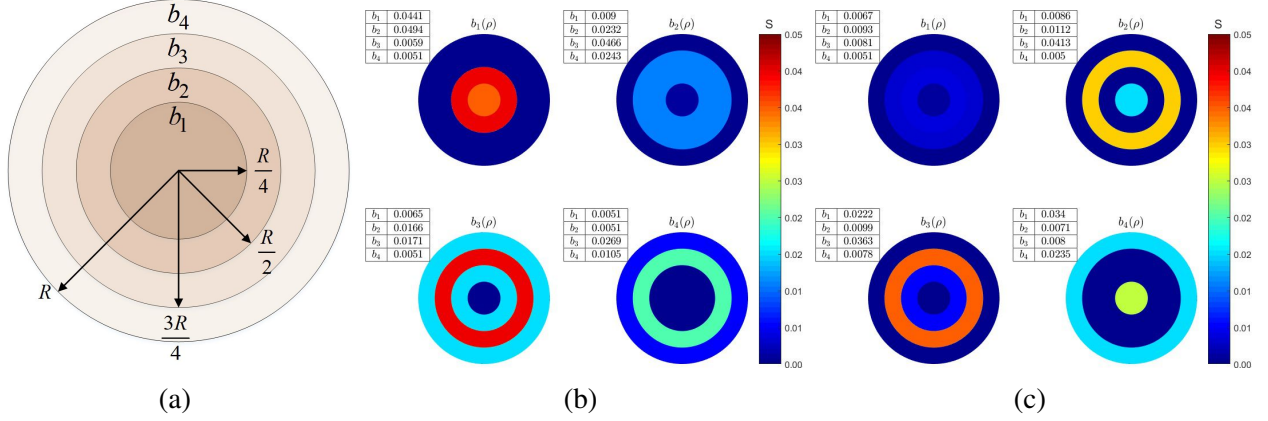 b4
b3
b2
b1
R/4
R/2
R
3R/4
(a)
b1 0.0441
b2 0.0494
b3 0.0059
b4 0.0051
b1(ρ)
b1 0.009
b2 0.0232
b3 0.0466
b4 0.0243
b2(ρ)
b1 0.0065
b2 0.0166
b3 0.0171
b4 0.0051
b3(ρ)
b1 0.0051
b2 0.0051
b3 0.0269
b4 0.0105
b4(ρ)
S
0.05
0.04
0.04
0.03
0.03
0.02
0.02
0.01
0.01
0.00
(b)
b1 0.0067
b2 0.0093
b3 0.0081
b4 0.0051
b1(ρ)
b1 0.0086
b2 0.0112
b3 0.0413
b4 0.005
b2(ρ)
b1 0.0222
b2 0.0099
b3 0.0363
b4 0.0078
b3(ρ)
b1 0.034
b2 0.0071
b3 0.008
b4 0.0235
b4(ρ)
S
0.05
0.04
0.04
0.03
0.03
0.02
0.02
0.01
0.01
0.00
(c)